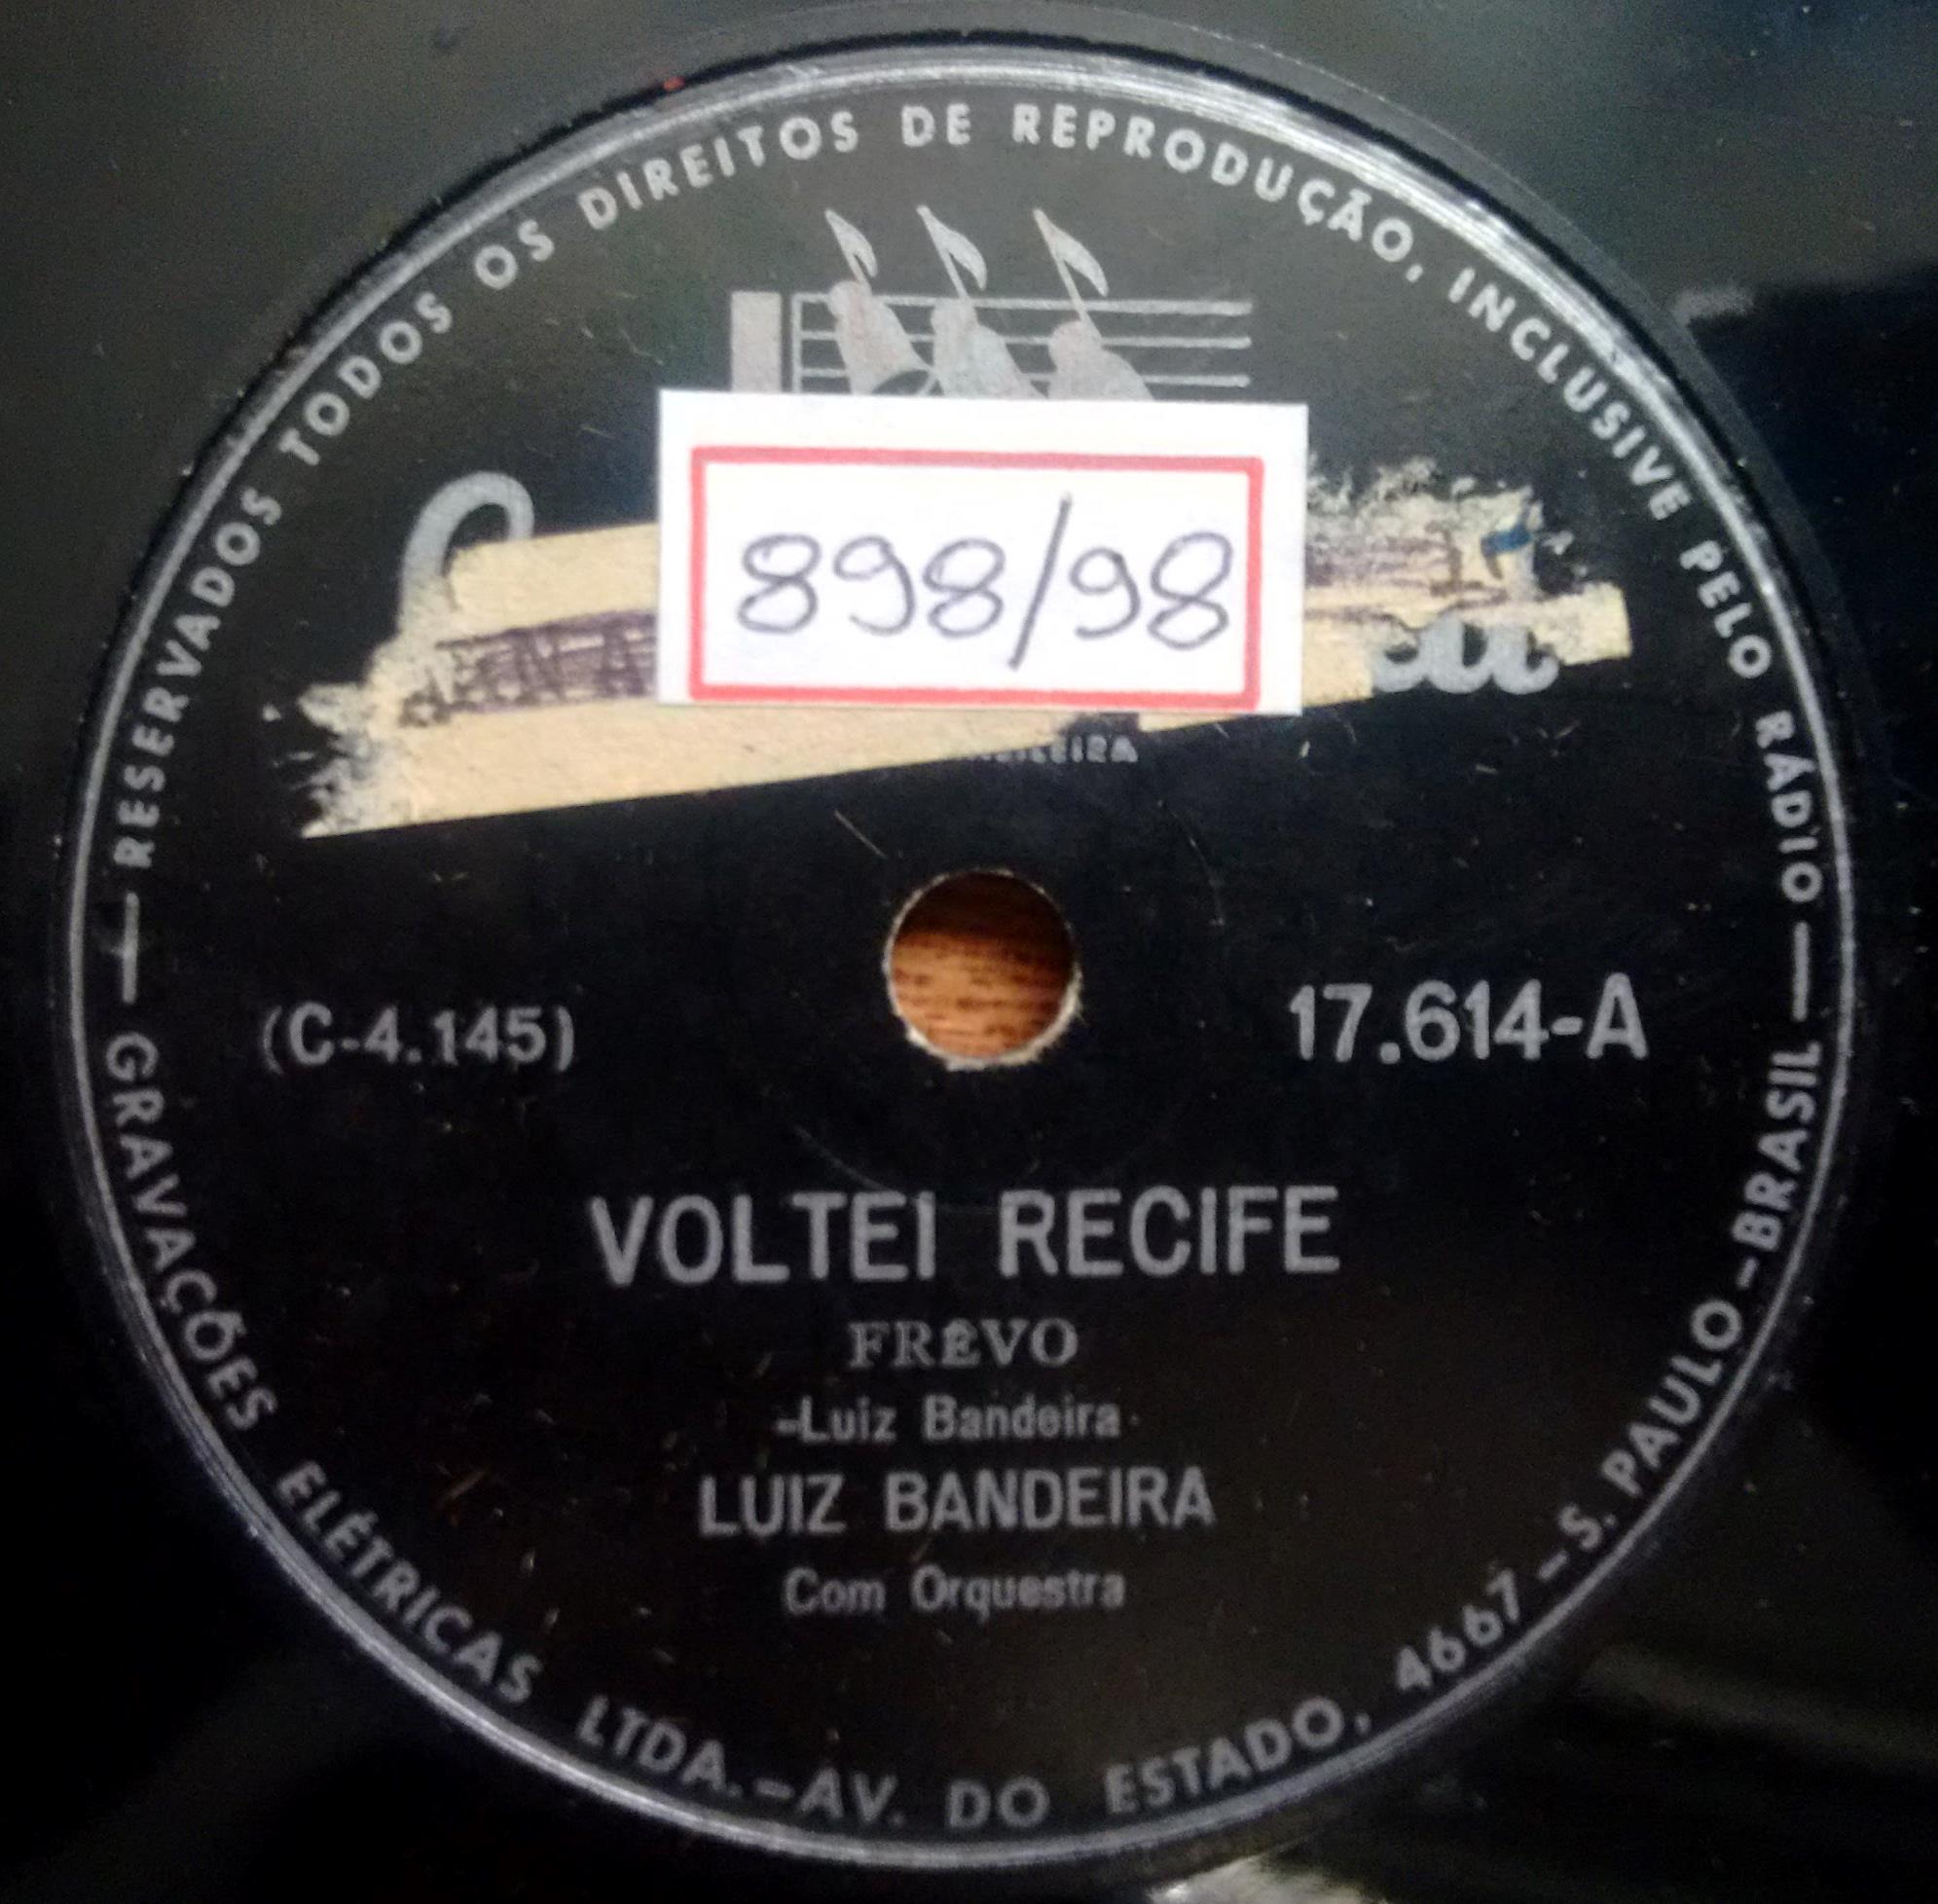 RESERVADOS TODOS OS DIREITOS DE REPRODUÇÃO, INCLUSIVE PELO RÁDIO
898/98
(C-4.145)
17.614-A
VOLTEI RECIFE
FRÊVO
-Luiz Bandeira-
LUIZ BANDEIRA
Com Orquestra
GRAVAÇÕES ELÉTRICAS LTDA.-AV. DO ESTADO, 4667-S. PAULO-BRASIL